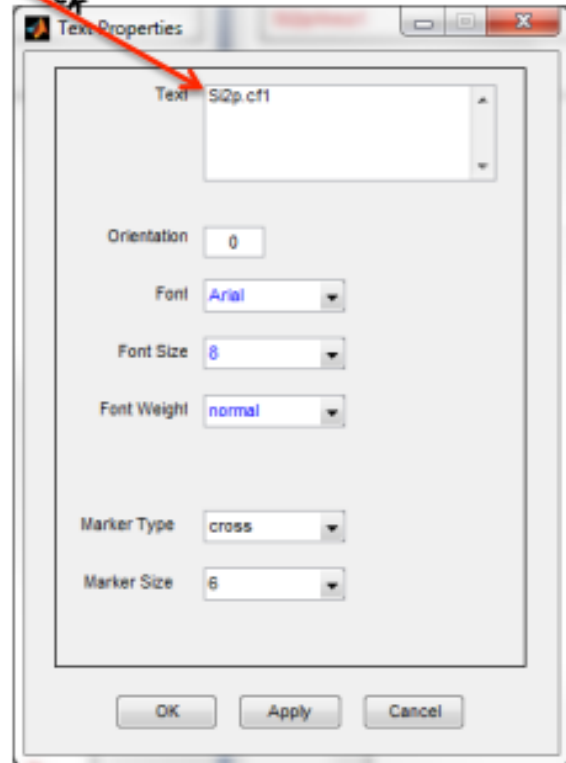 Text Properties
Text Si2p.cf1
Orientation 0
Font Arial
Font Size 8
Font Weight normal
Marker Type cross
Marker Size 6
OK Apply Cancel